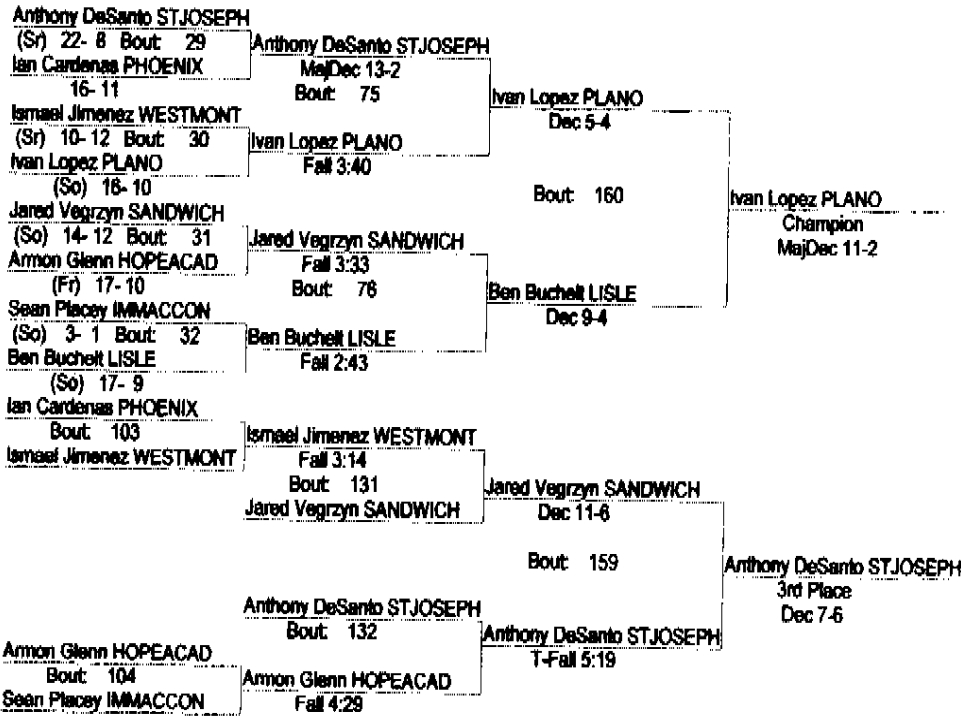 Anthony DeSanto STJOSEPH
(Sr) 22- 8 Bout: 29
Ian Cardenas PHOENIX
16- 11
Ismael Jimenez WESTMONT
(Sr) 10- 12 Bout: 30
Ivan Lopez PLANO
(So) 16- 10
Jared Vegrzyn SANDWICH
(So) 14- 12 Bout: 31
Armon Glenn HOPEACAD
(Fr) 17- 10
Sean Placey IMMACCON
(So) 3- 1 Bout: 32
Ben Buchelt LISLE
(So) 17- 9
Ian Cardenas PHOENIX
Bout: 103
Ismael Jimenez WESTMONT
Armon Glenn HOPEACAD
Bout: 104
Sean Placey IMMACCON
Anthony DeSanto STJOSEPH
MajDec 13-2
Bout: 75
Ivan Lopez PLANO
Fall 3:40
Jared Vegrzyn SANDWICH
Fall 3:33
Bout: 76
Ben Buchelt LISLE
Fall 2:43
Ismael Jimenez WESTMONT
Fall 3:14
Bout: 131
Jared Vegrzyn SANDWICH
Anthony DeSanto STJOSEPH
Bout: 132
Armon Glenn HOPEACAD
Fall 4:29
Ivan Lopez PLANO
Dec 5-4
Bout: 160
Ben Buchelt LISLE
Dec 9-4
Jared Vegrzyn SANDWICH
Dec 11-6
Bout: 159
Anthony DeSanto STJOSEPH
T-Fall 5:19
Ivan Lopez PLANO
Champion
MajDec 11-2
Anthony DeSanto STJOSEPH
3rd Place
Dec 7-6